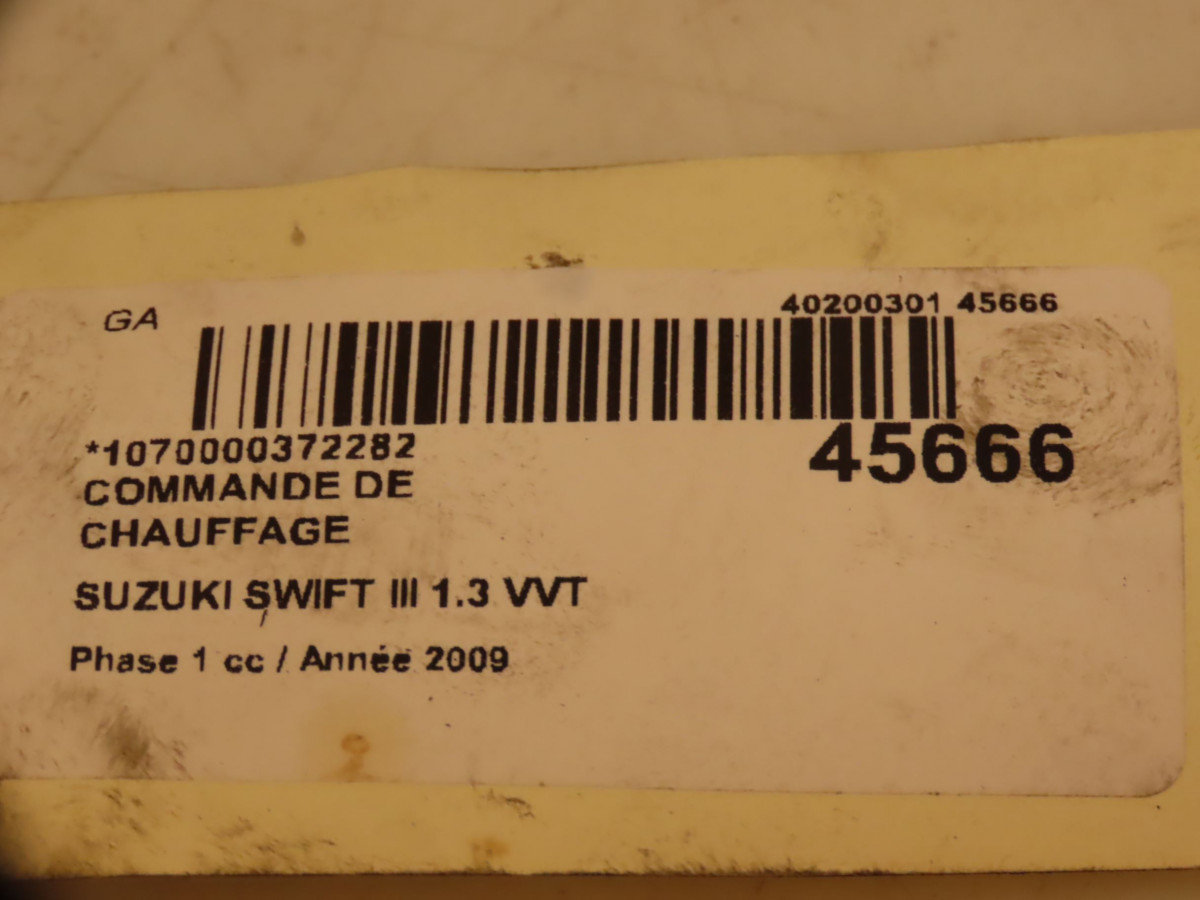 GA
40200301 45666
*1070000372282
45666
COMMANDE DE
CHAUFFAGE
SUZUKI SWIFT III 1.3 VVT
Phase 1 cc / Année 2009